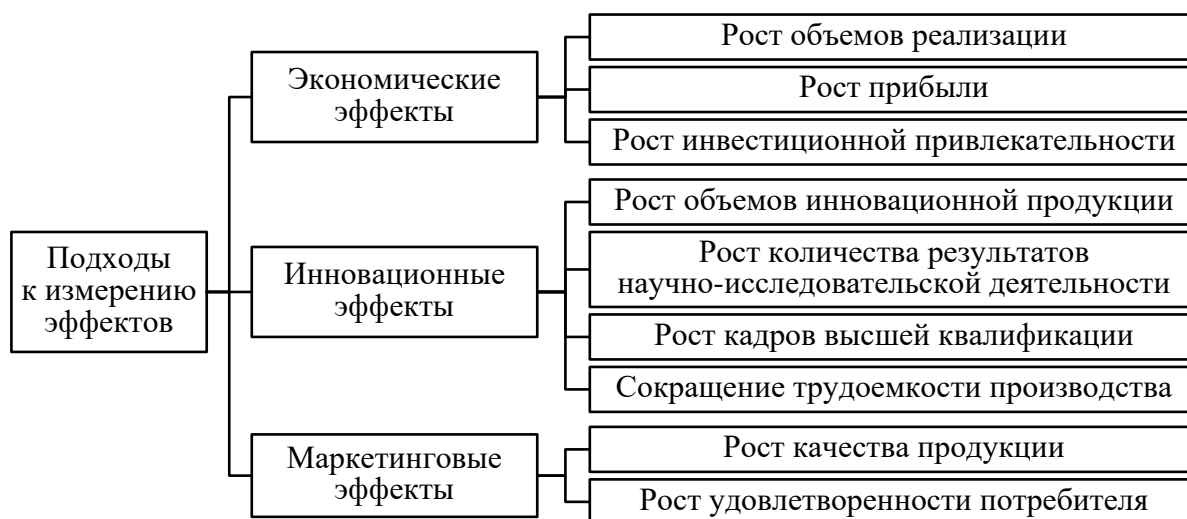 Подходы
к измерению
эффектов
Экономические
эффекты
Рост объемов реализации
Рост прибыли
Рост инвестиционной привлекательности
Инновационные
эффекты
Рост объемов инновационной продукции
Рост количества результатов
научно-исследовательской деятельности
Рост кадров высшей квалификации
Сокращение трудоемкости производства
Маркетинговые
эффекты
Рост качества продукции
Рост удовлетворенности потребителя